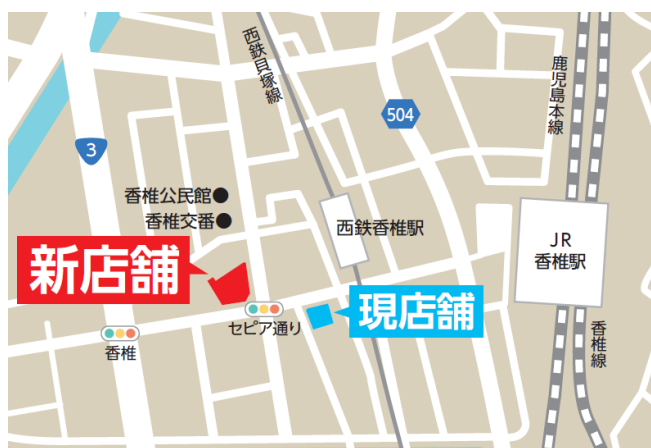 西鉄貝塚線
鹿児島本線
504
3
香椎公民館●
香椎交番●
西鉄香椎駅
JR
香椎駅
新店舗
現店舗
セピア通り
香椎
香椎線